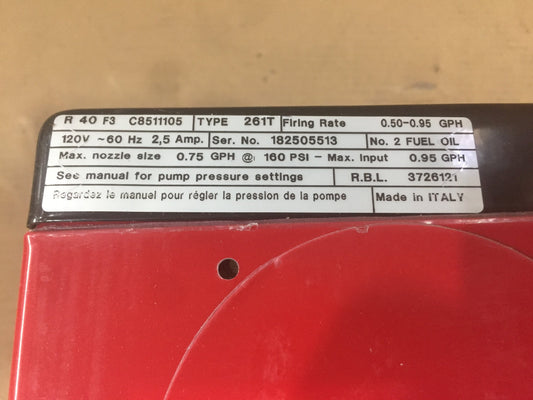 R 40 F3 C8511105 TYPE 261T Firing Rate 0.50-0.95 GPH
120V ~60 Hz 2,5 Amp. Ser. No. 182505513 No. 2 FUEL OIL
Max. nozzle size 0.75 GPH @ 160 PSI - Max. Input 0.95 GPH
See manual for pump pressure settings R.B.L. 3726121
Regardez le manuel pour régler la pression de la pompe Made in ITALY